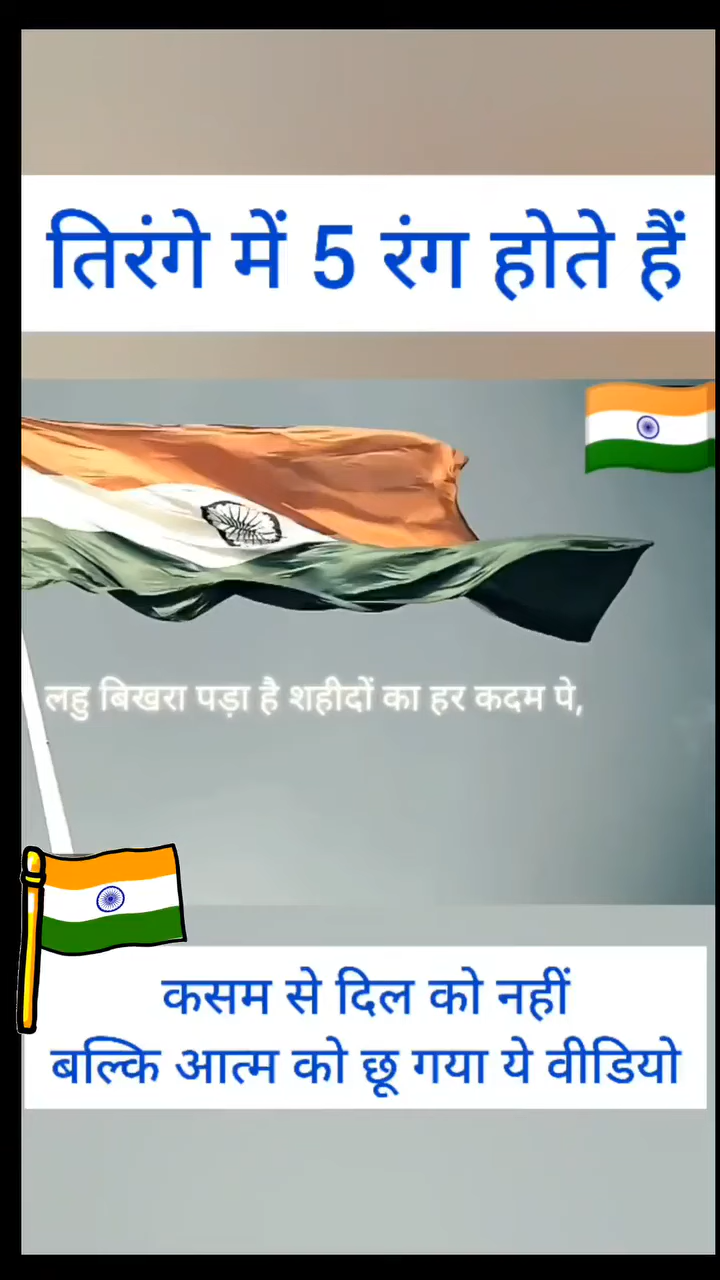 तिरंगे में 5 रंग होते हैं
लहु बिखरा पड़ा है शहीदों का हर कदम पे,
कसम से दिल को नहीं
बल्कि आत्म को छू गया ये वीडियो